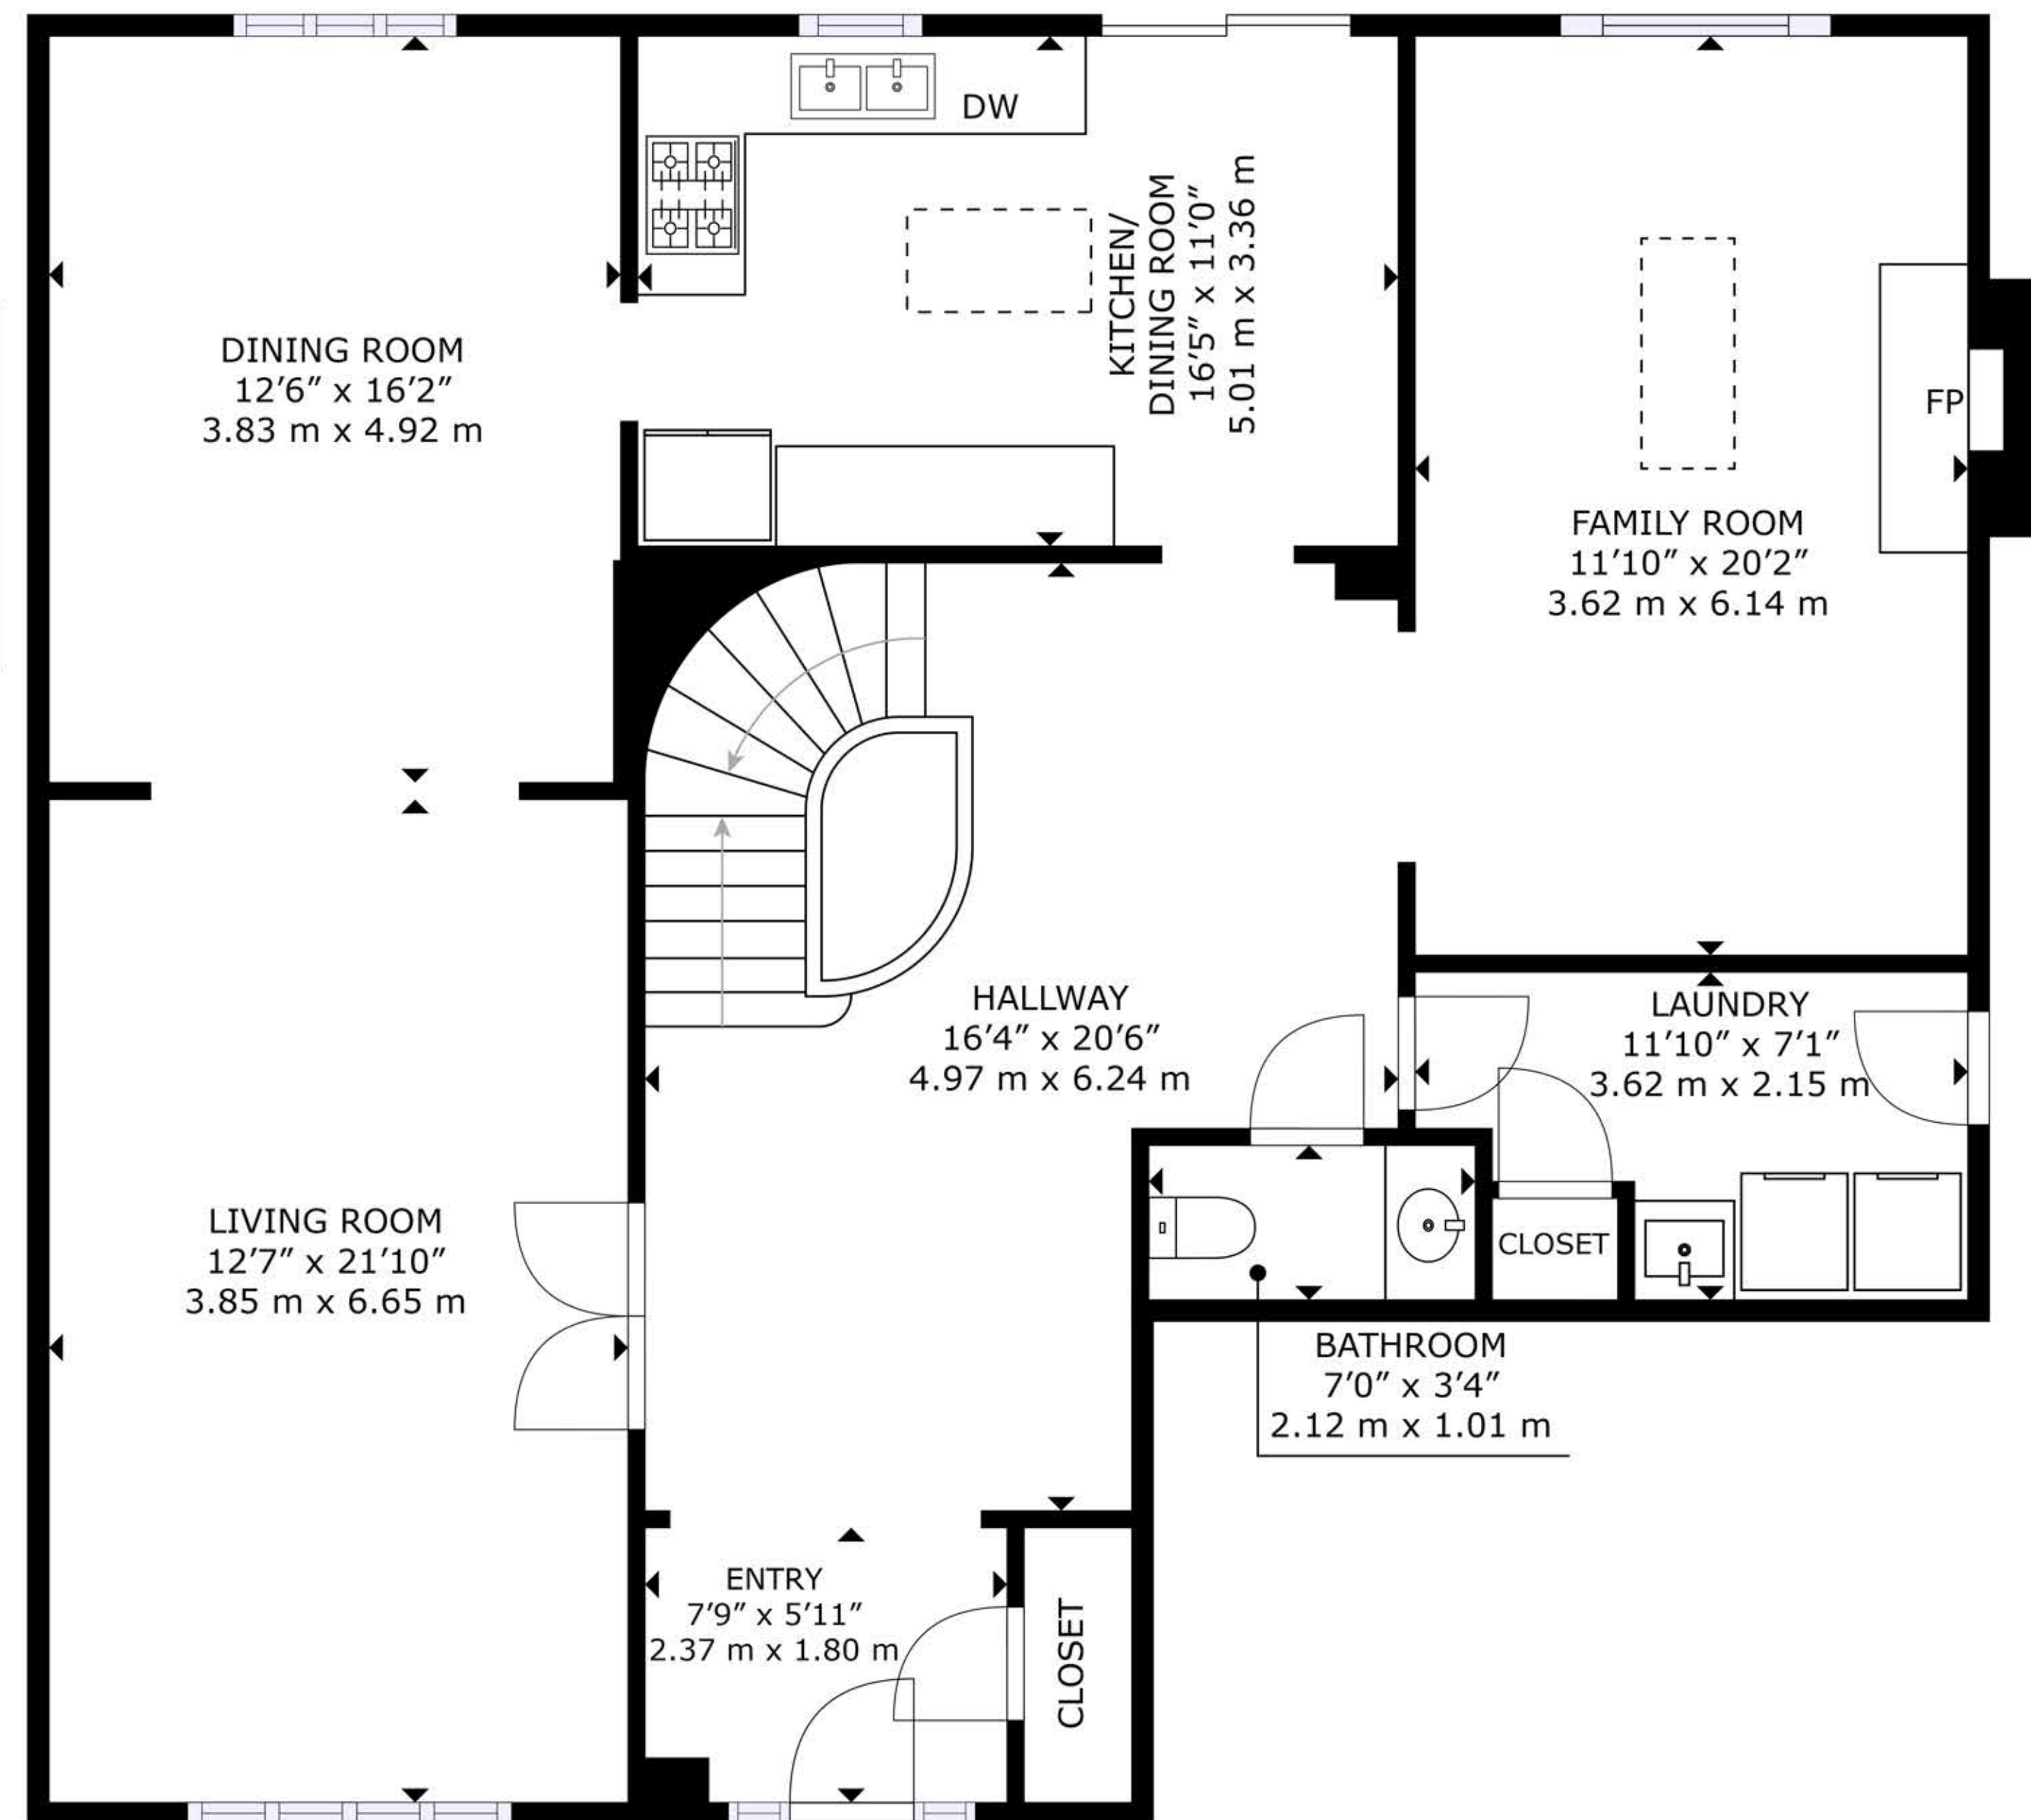 DW
KITCHEN/
DINING ROOM
16’5” x 11’0”
5.01 m x 3.36 m
DINING ROOM
12’6” x 16’2”
3.83 m x 4.92 m
FP
FAMILY ROOM
11’10” x 20’2”
3.62 m x 6.14 m
HALLWAY
16’4” x 20’6”
4.97 m x 6.24 m
LAUNDRY
11’10” x 7’1”
3.62 m x 2.15 m
LIVING ROOM
12’7” x 21’10”
3.85 m x 6.65 m
CLOSET
BATHROOM
7’0” x 3’4”
2.12 m x 1.01 m
ENTRY
7’9” x 5’11”
2.37 m x 1.80 m
CLOSET